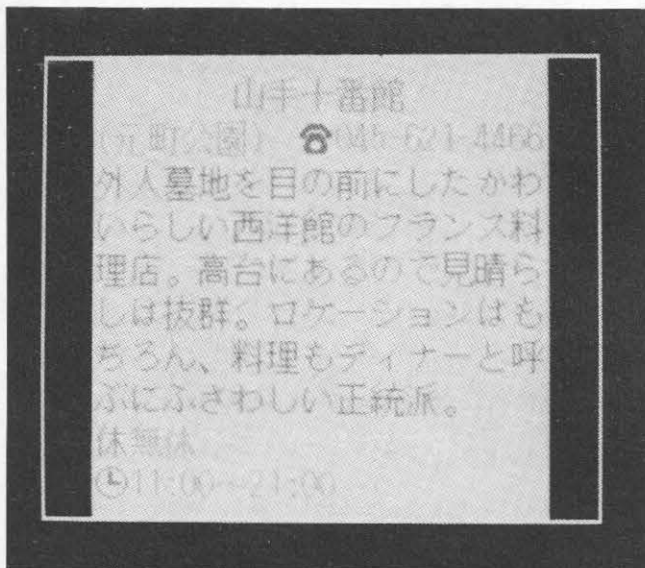 山手十番館
(元町公園) ☎045-621-4466
外人墓地を目の前にしたかわ
いらしい西洋館のフランス料
理店。高台にあるので見晴ら
しは抜群。ロケーションはも
ちろん、料理もディナーと呼
ぶにふさわしい正統派。
休無休
11:00〜21:00